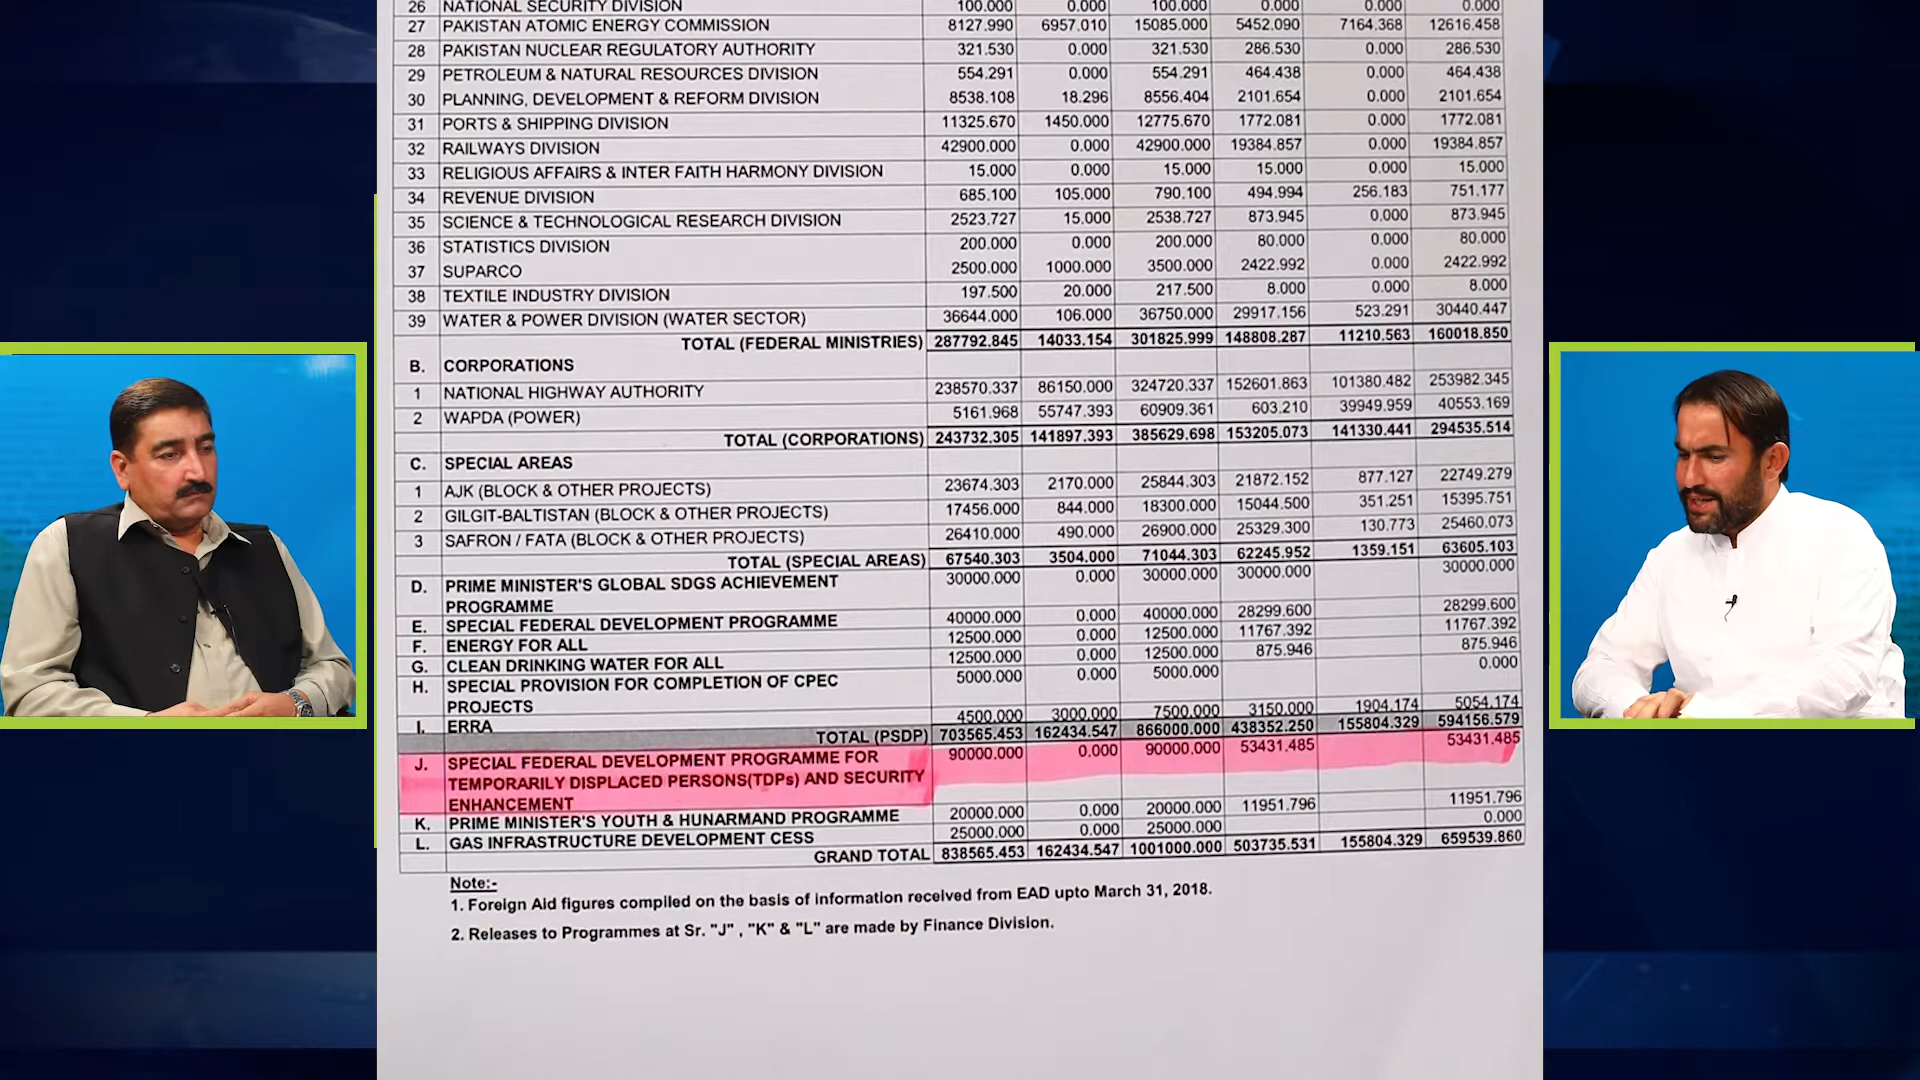 26 NATIONAL SECURITY DIVISION 100.000 0.000 100.000 0.000 0.000 0.000
27 PAKISTAN ATOMIC ENERGY COMMISSION 8127.990 6957.010 15085.000 5452.090 7164.368 12616.458
28 PAKISTAN NUCLEAR REGULATORY AUTHORITY 321.530 0.000 321.530 286.530 0.000 286.530
29 PETROLEUM & NATURAL RESOURCES DIVISION 554.291 0.000 554.291 464.438 0.000 464.438
30 PLANNING, DEVELOPMENT & REFORM DIVISION 8538.108 18.296 8556.404 2101.654 0.000 2101.654
31 PORTS & SHIPPING DIVISION 11325.670 1450.000 12775.670 1772.081 0.000 1772.081
32 RAILWAYS DIVISION 42900.000 0.000 42900.000 19384.857 0.000 19384.857
33 RELIGIOUS AFFAIRS & INTER FAITH HARMONY DIVISION 15.000 0.000 15.000 15.000 0.000 15.000
34 REVENUE DIVISION 685.100 105.000 790.100 494.994 256.183 751.177
35 SCIENCE & TECHNOLOGICAL RESEARCH DIVISION 2523.727 15.000 2538.727 873.945 0.000 873.945
36 STATISTICS DIVISION 200.000 0.000 200.000 80.000 0.000 80.000
37 SUPARCO 2500.000 1000.000 3500.000 2422.992 0.000 2422.992
38 TEXTILE INDUSTRY DIVISION 197.500 20.000 217.500 8.000 0.000 8.000
39 WATER & POWER DIVISION (WATER SECTOR) 36644.000 106.000 36750.000 29917.156 523.291 30440.447
TOTAL (FEDERAL MINISTRIES) 287792.845 14033.154 301825.999 148808.287 11210.563 160018.850
B. CORPORATIONS
1 NATIONAL HIGHWAY AUTHORITY 238570.337 86150.000 324720.337 152601.863 101380.482 253982.345
2 WAPDA (POWER) 5161.968 55747.393 60909.361 603.210 39949.959 40553.169
TOTAL (CORPORATIONS) 243732.305 141897.393 385629.698 153205.073 141330.441 294535.514
C. SPECIAL AREAS
1 AJK (BLOCK & OTHER PROJECTS) 23674.303 2170.000 25844.303 21872.152 877.127 22749.279
2 GILGIT-BALTISTAN (BLOCK & OTHER PROJECTS) 17456.000 844.000 18300.000 15044.500 351.251 15395.751
3 SAFRON / FATA (BLOCK & OTHER PROJECTS) 26410.000 490.000 26900.000 25329.300 130.773 25460.073
TOTAL (SPECIAL AREAS) 67540.303 3504.000 71044.303 62245.952 1359.151 63605.103
D. PRIME MINISTER'S GLOBAL SDGS ACHIEVEMENT 30000.000 0.000 30000.000 30000.000 30000.000
PROGRAMME
E. SPECIAL FEDERAL DEVELOPMENT PROGRAMME 40000.000 0.000 40000.000 28299.600 28299.600
F. ENERGY FOR ALL 12500.000 0.000 12500.000 11767.392 11767.392
G. CLEAN DRINKING WATER FOR ALL 12500.000 0.000 12500.000 875.946 875.946
H. SPECIAL PROVISION FOR COMPLETION OF CPEC 5000.000 0.000 5000.000 0.000
PROJECTS
I. ERRA 4500.000 3000.000 7500.000 3150.000 1904.174 5054.174
TOTAL (PSDP) 703565.453 162434.547 866000.000 438352.250 155804.329 594156.579
J. SPECIAL FEDERAL DEVELOPMENT PROGRAMME FOR 90000.000 0.000 90000.000 53431.485 53431.485
TEMPORARILY DISPLACED PERSONS(TDPs) AND SECURITY
ENHANCEMENT
K. PRIME MINISTER'S YOUTH & HUNARMAND PROGRAMME 20000.000 0.000 20000.000 11951.796 11951.796
L. GAS INFRASTRUCTURE DEVELOPMENT CESS 25000.000 0.000 25000.000 0.000
GRAND TOTAL 838565.453 162434.547 1001000.000 503735.531 155804.329 659539.860
Note:-
1. Foreign Aid figures compiled on the basis of information received from EAD upto March 31, 2018.
2. Releases to Programmes at Sr. "J" , "K" & "L" are made by Finance Division.